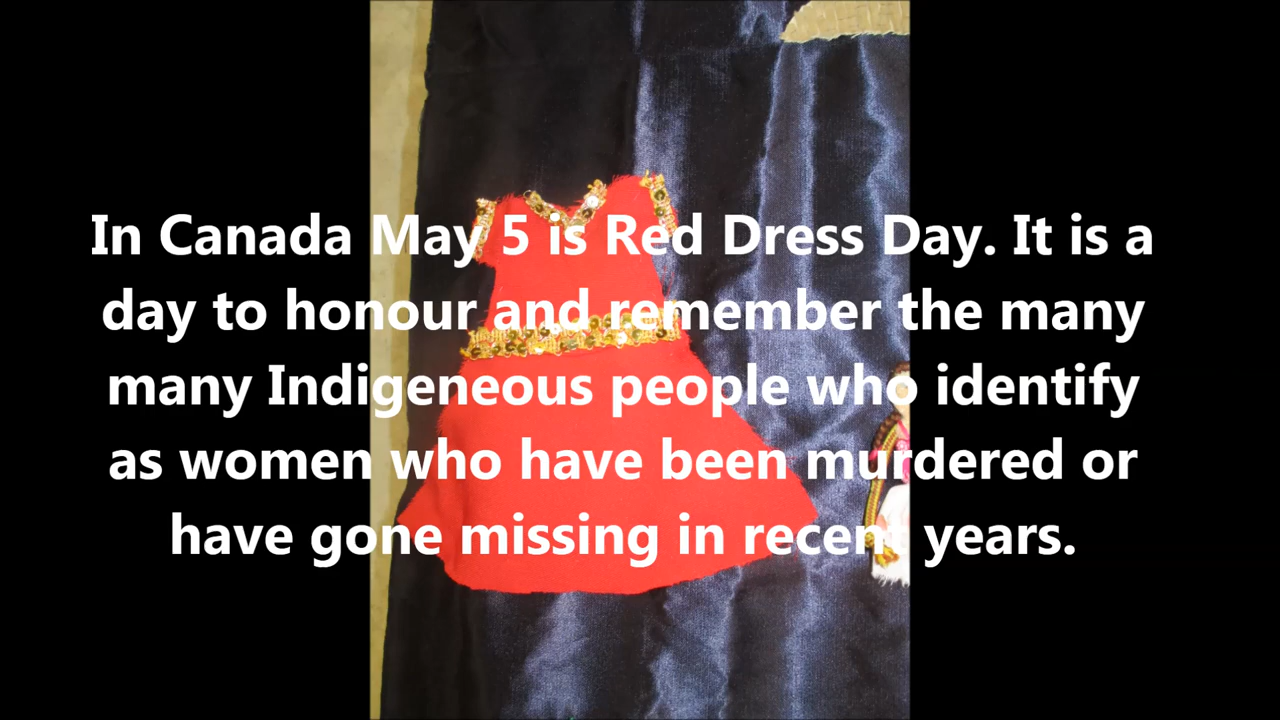 In Canada May 5 is Red Dress Day. It is a
day to honour and remember the many
many Indigeneous people who identify
as women who have been murdered or
have gone missing in recent years.